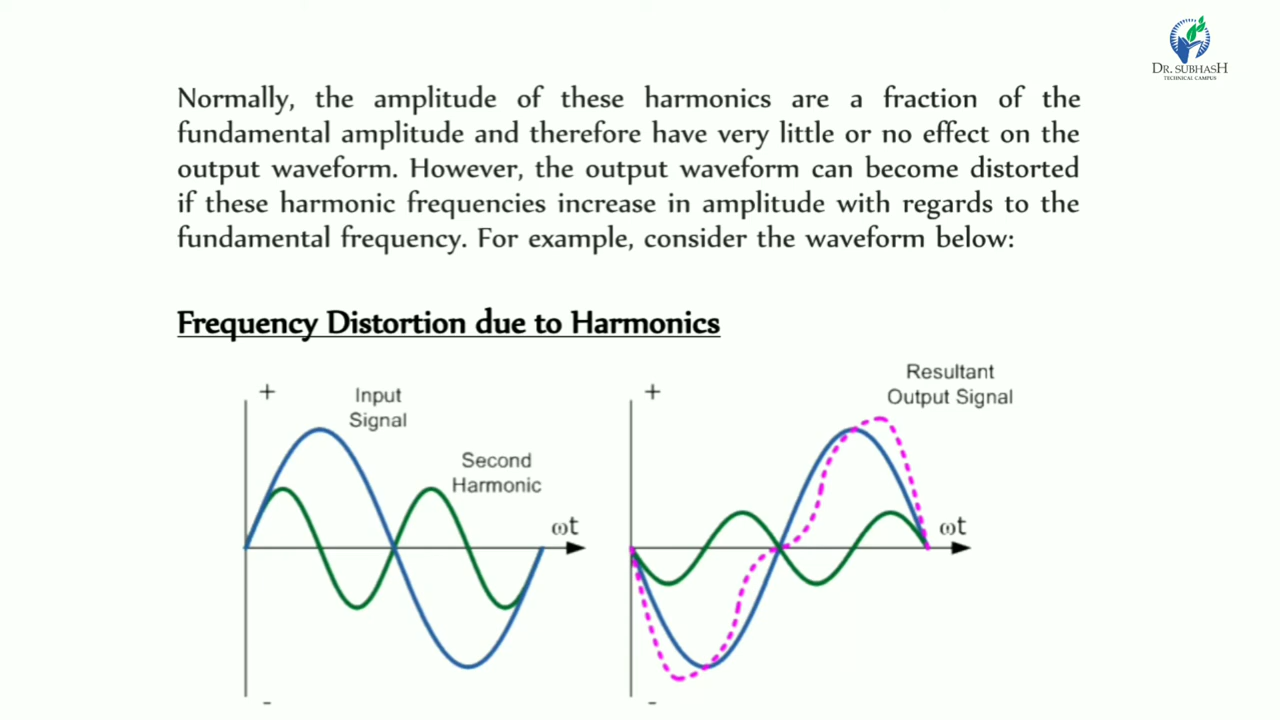 DR. SUBHASH
TECHNICAL CAMPUS
Normally, the amplitude of these harmonics are a fraction of the
fundamental amplitude and therefore have very little or no effect on the
output waveform. However, the output waveform can become distorted
if these harmonic frequencies increase in amplitude with regards to the
fundamental frequency. For example, consider the waveform below:
Frequency Distortion due to Harmonics
+
Input
Signal
Second
Harmonic
ωt
-
+
Resultant
Output Signal
ωt
-